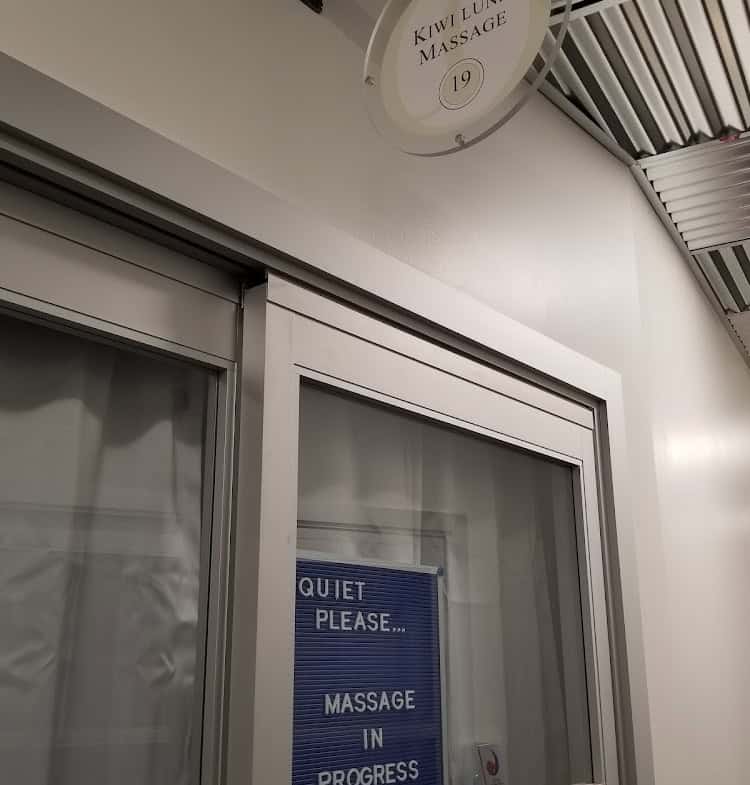 KIWI
MASSAGE
19
QUIET
PLEASE...
MASSAGE
IN
PROGRESS